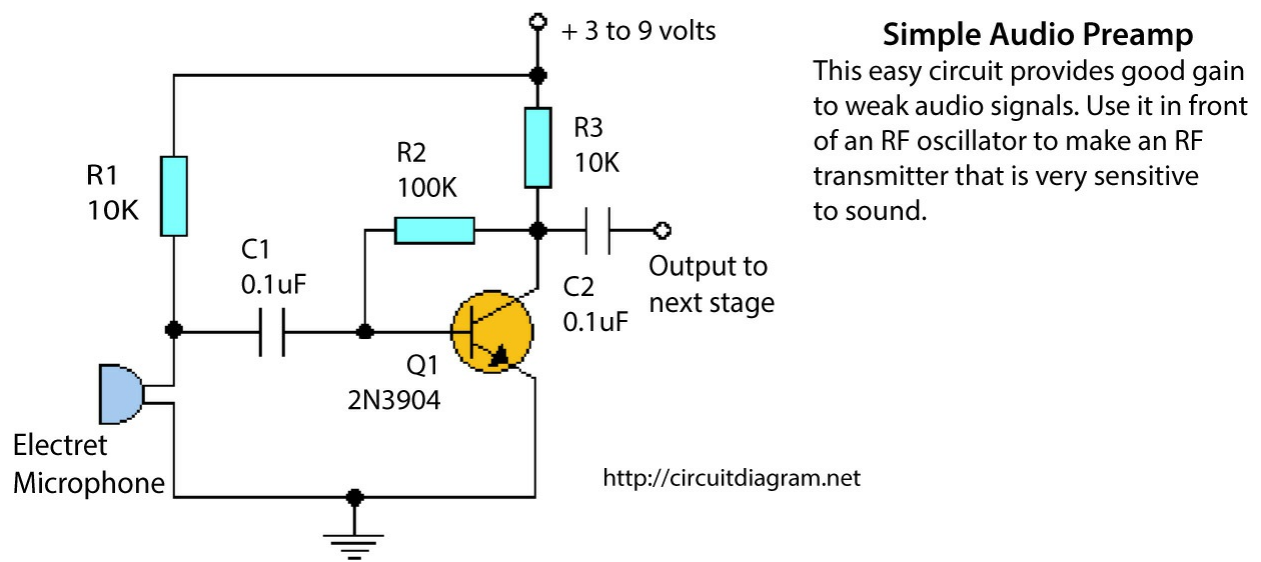 + 3 to 9 volts
Simple Audio Preamp
This easy circuit provides good gain
to weak audio signals. Use it in front
of an RF oscillator to make an RF
transmitter that is very sensitive
to sound.
R3
10K
R2
100K
R1
10K
C1
0.1uF
Output to
next stage
C2
0.1uF
Q1
2N3904
Electret
Microphone
http://circuitdiagram.net